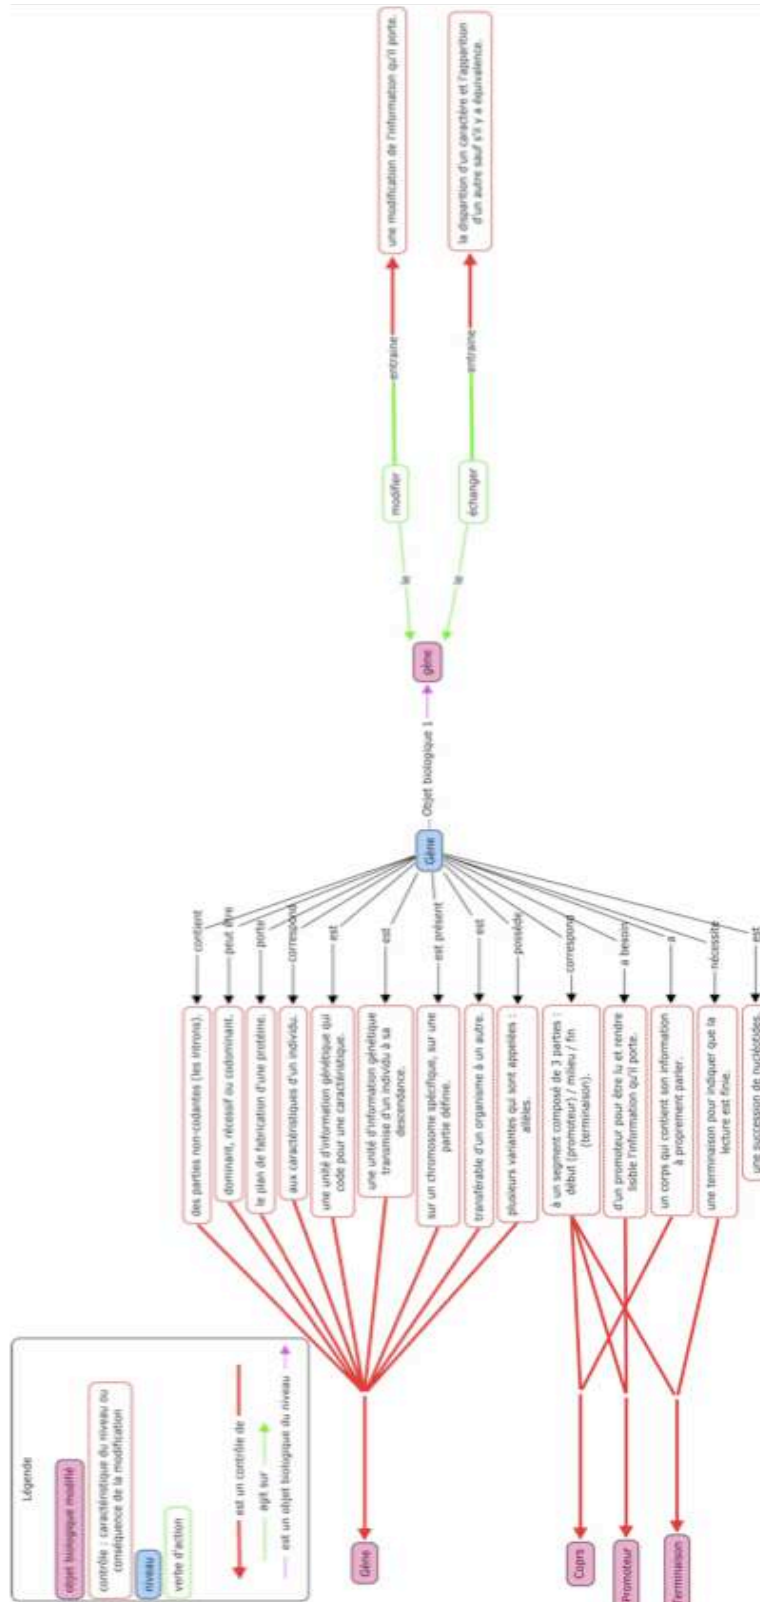 Légende
objet biologique modifié
contrôle : caractéristique du niveau ou
conséquence de la modification
niveau
verbe d'action
est un contrôle de
agit sur
est un objet biologique du niveau
Gène
Coprs
Promoteur
Terminaison
des parties non-codantes (les introns).
dominant, récessif ou codominant.
le plan de fabrication d'une protéine.
aux caractéristiques d'un individu.
une unité d'information génétique qui
code pour une caractéristique.
une unité d'information génétique
transmise d'un individu à sa
descendance.
sur un chromosome spécifique, sur une
partie définie.
transférable d'un organisme à un autre.
plusieurs variantes qui sont appelées :
allèles.
à un segment composé de 3 parties :
début (promoteur) / milieu / fin
(terminaison).
d'un promoteur pour être lu et rendre
lisible l'information qu'il porte.
un corps qui contient son information
à proprement parler.
une terminaison pour indiquer que la
lecture est finie.
une succession de nucléotides.
contient
peut être
porte
correspond
est
est
est présent
est
possède
correspond
a besoin
a
nécessite
est
Gène
Objet biologique 1
gène
le
modifier
entraine
une modification de l'information qu'il porte.
le
échanger
entraine
la disparition d'un caractère et l'apparition
d'un autre sauf s'il y a équivalence.